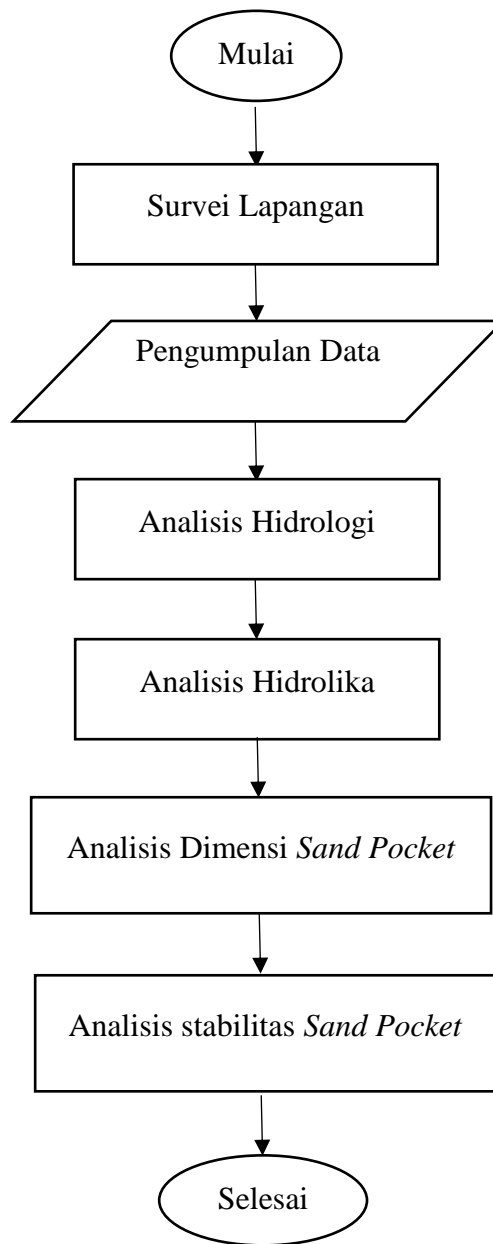 Mulai
Survei Lapangan
Pengumpulan Data
Analisis Hidrologi
Analisis Hidrolika
Analisis Dimensi Sand Pocket
Analisis stabilitas Sand Pocket
Selesai